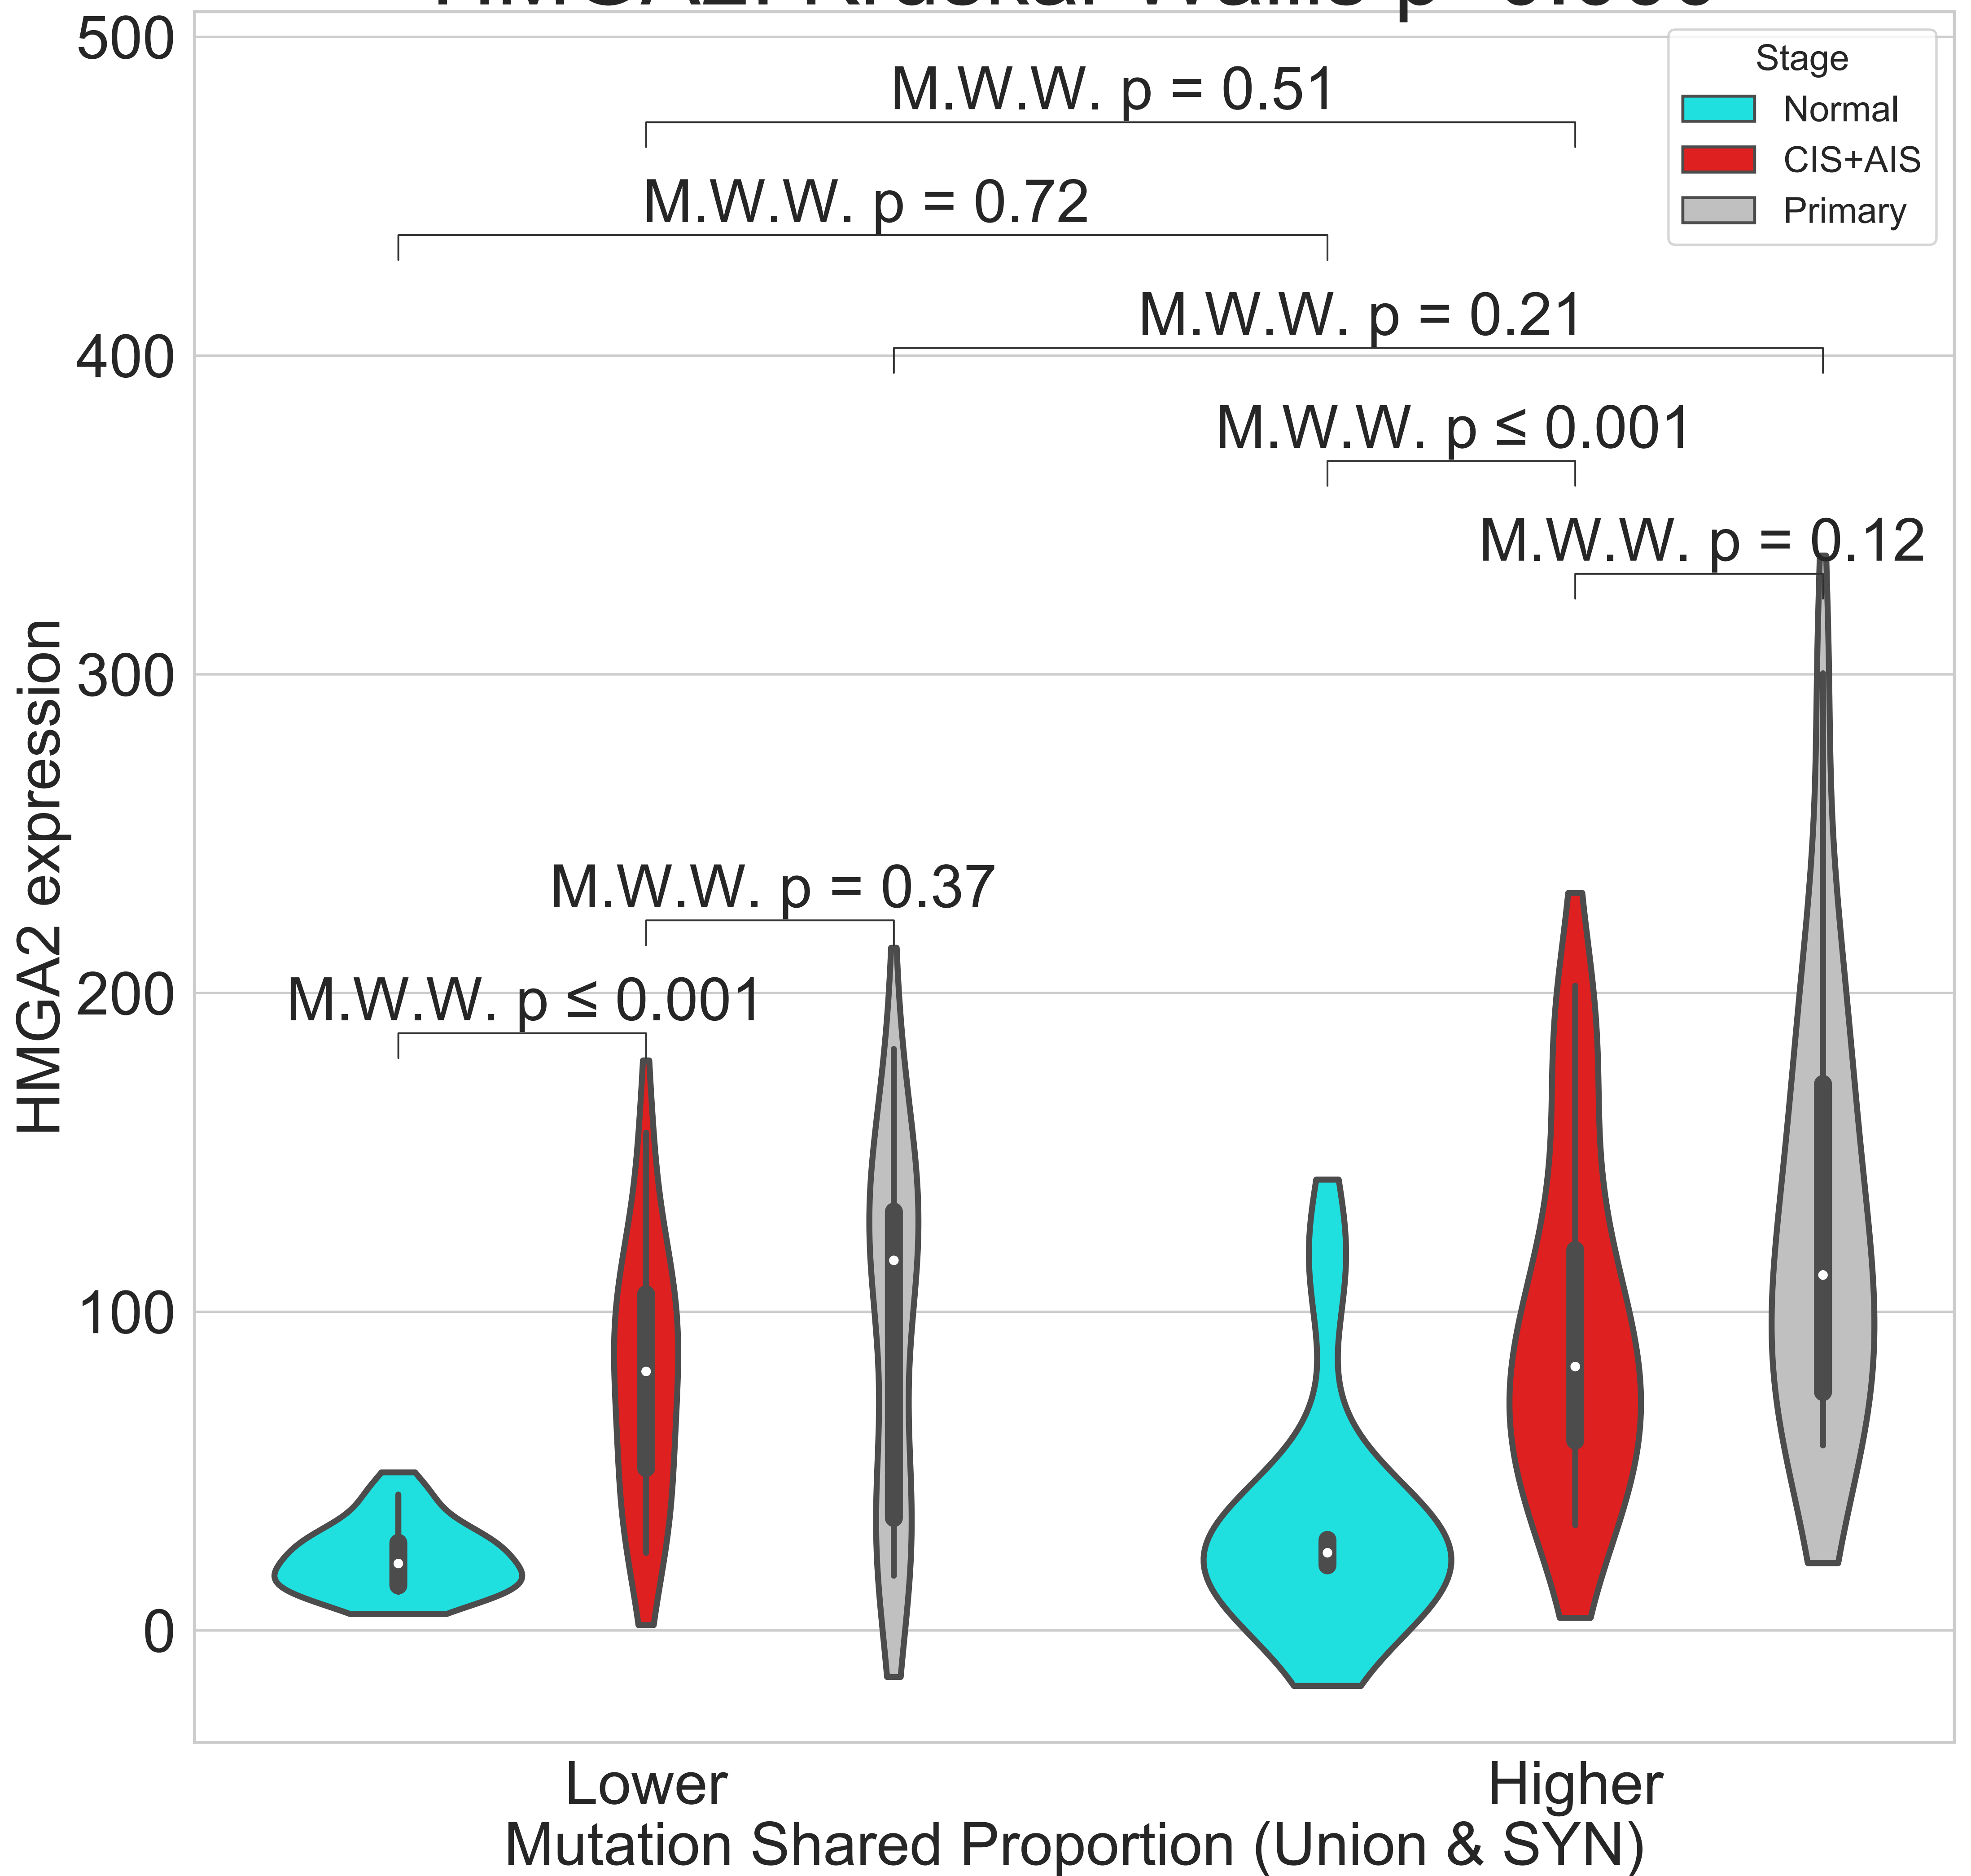 500
400
300
200
100
0
HMGA2 expression
M.W.W. p = 0.51
M.W.W. p = 0.72
M.W.W. p = 0.21
M.W.W. p ≤ 0.001
M.W.W. p = 0.12
M.W.W. p = 0.37
M.W.W. p ≤ 0.001
Stage
Normal
CIS+AIS
Primary
Lower
Higher
Mutation Shared Proportion (Union & SYN)